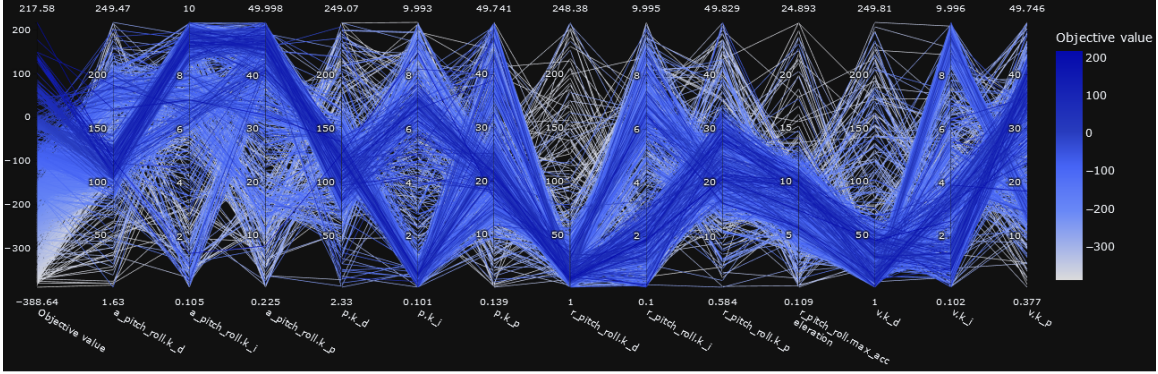 217.58 249.47 10 49.998 249.07 9.993 49.741 248.38 9.995 49.829 24.893 249.81 9.996 49.746
Objective value
200 200 8 40 200 8 40 200 8 40 20 200 8 40
200
100 100
0 150 6 30 150 6 30 150 6 30 15 150 6 30
0
−100 −100
100 4 20 100 4 20 100 4 20 10 100 4 20
−200 −200
50 2 10 50 2 10 50 2 10 5 50 2 10
−300 −300
−388.64 1.63 0.105 0.225 2.33 0.101 0.139 1 0.1 0.584 0.109 1 0.102 0.377
Objective value
a_pitch_roll.k_d
a_pitch_roll.k_i
a_pitch_roll.k_p
p.k_d
p.k_i
p.k_p
r_pitch_roll.k_d
r_pitch_roll.k_i
r_pitch_roll.k_p
r_pitch_roll.max_acc
eleration
v.k_d
v.k_i
v.k_p